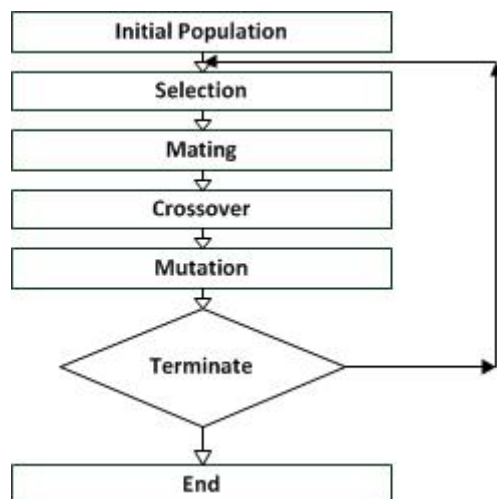 Initial Population
Selection
Mating
Crossover
Mutation
Terminate
End